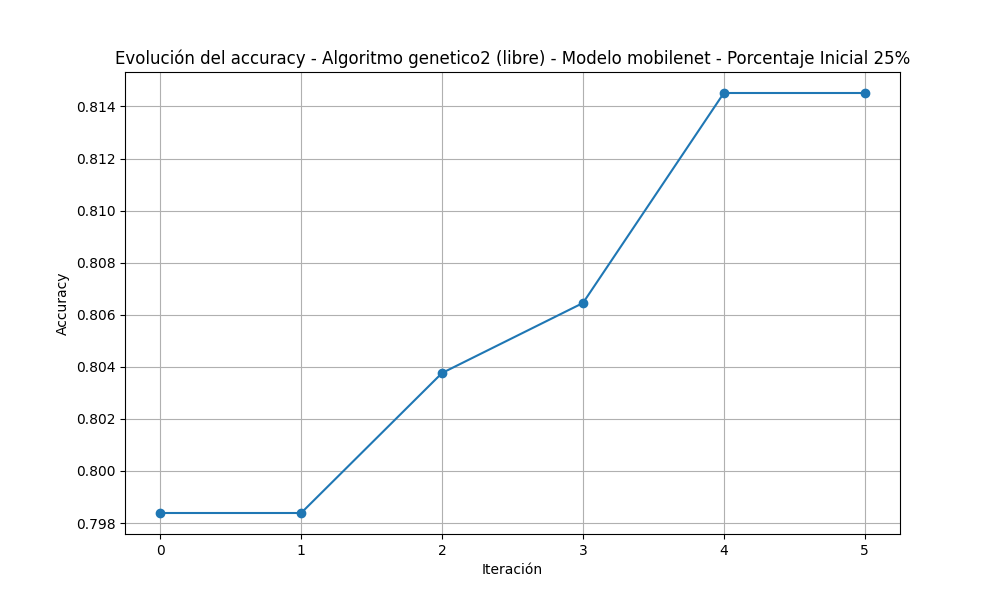 Evolución del accuracy - Algoritmo genetico2 (libre) - Modelo mobilenet - Porcentaje Inicial 25%
0.814
0.812
0.810
0.808
0.806
0.804
0.802
0.800
0.798
Accuracy
0 1 2 3 4 5
Iteración